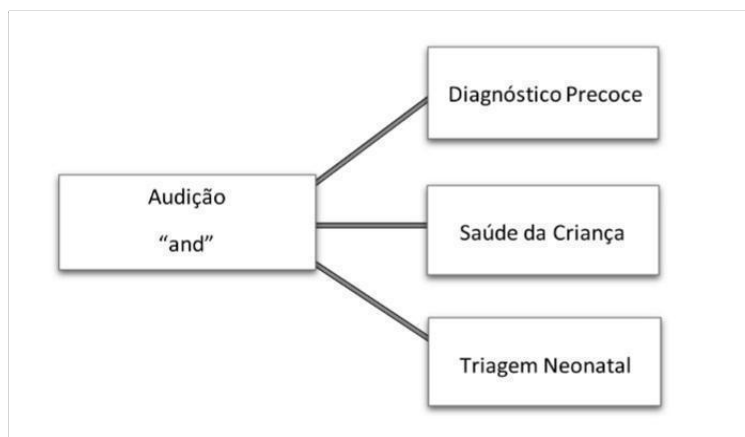 Audição
“and”
Diagnóstico Precoce
Saúde da Criança
Triagem Neonatal